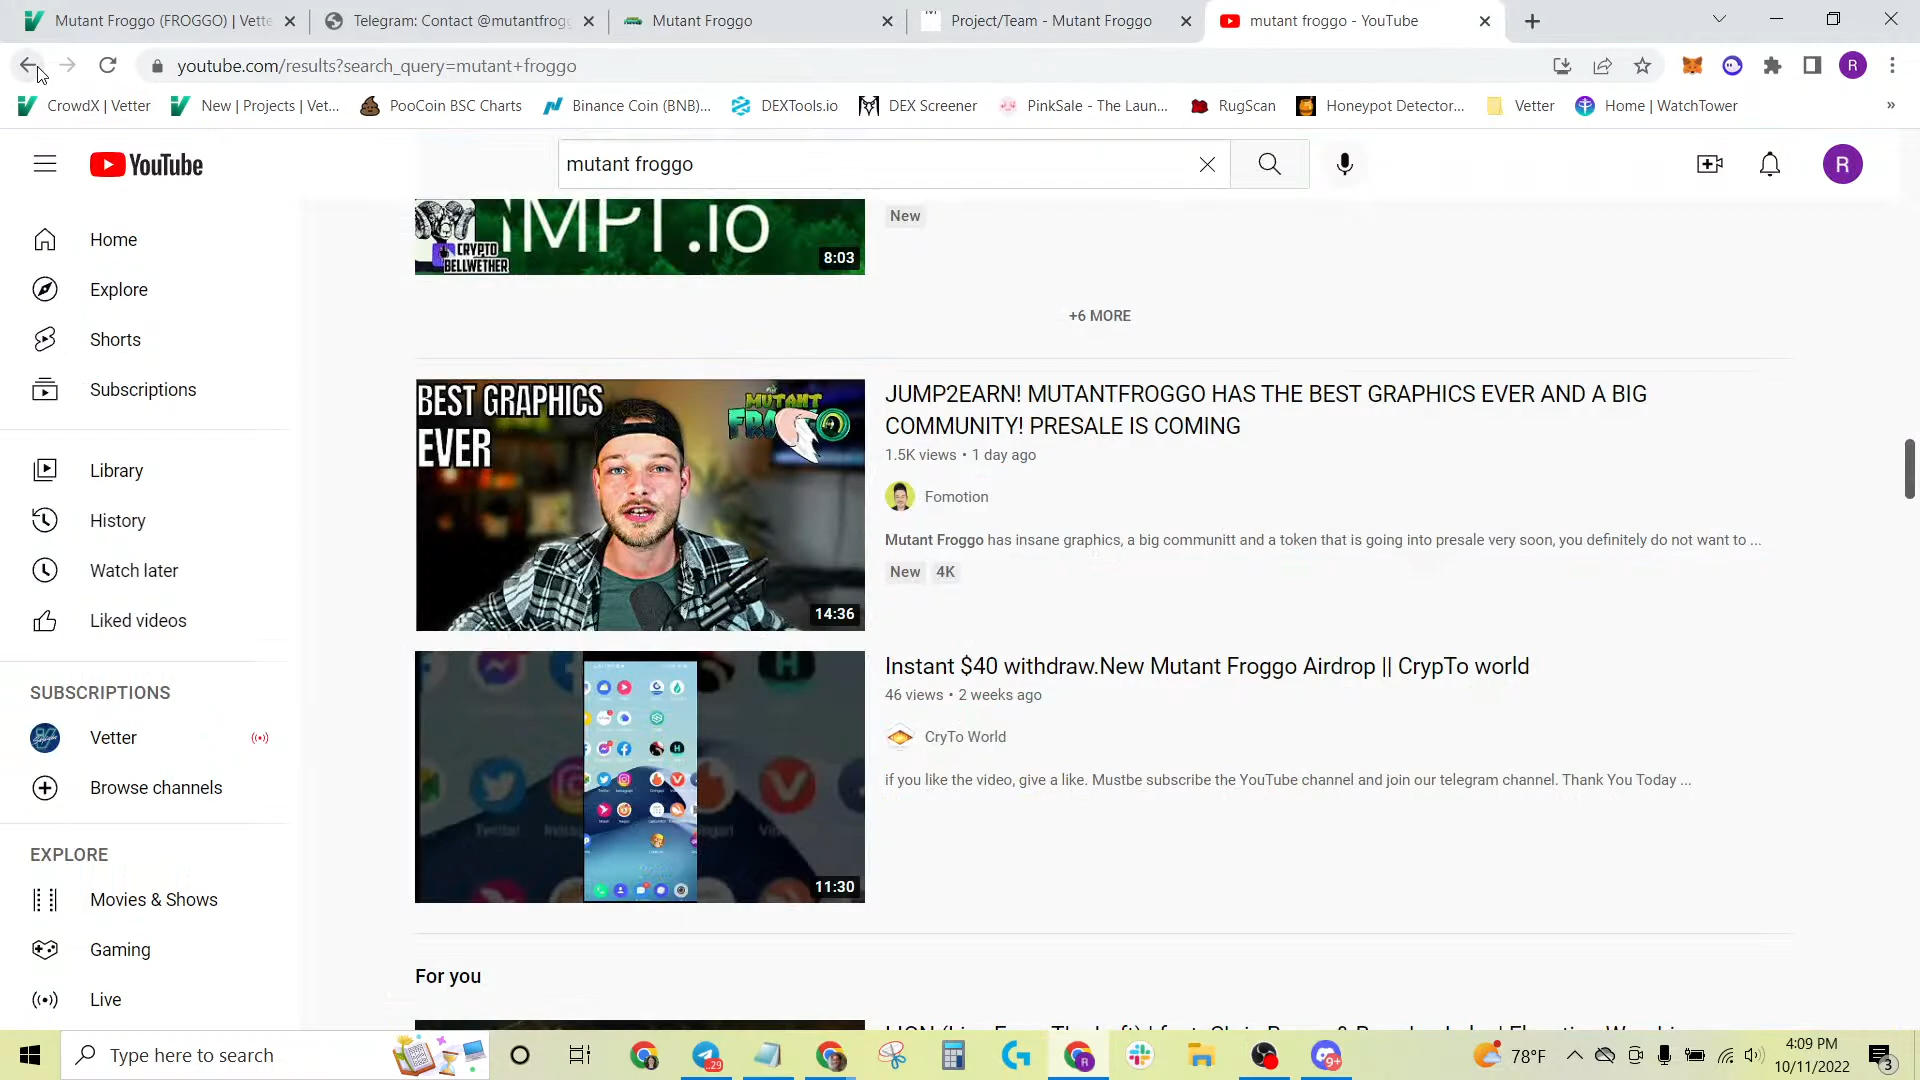 Mutant Froggo (FROGGO) | Vette
Telegram: Contact @mutantfrogg
Mutant Froggo
Project/Team - Mutant Froggo
mutant froggo - YouTube
youtube.com/results?search_query=mutant+froggo
R
CrowdX | Vetter
New | Projects | Vet...
PooCoin BSC Charts
Binance Coin (BNB)...
DEXTools.io
DEX Screener
PinkSale - The Laun...
RugScan
Honeypot Detector...
Vetter
Home | WatchTower
»
YouTube
mutant froggo
R
Home
Explore
Shorts
Subscriptions
Library
History
Watch later
Liked videos
SUBSCRIPTIONS
Vetter
Browse channels
EXPLORE
Movies & Shows
Gaming
Live
IMPT.io
CRYPTO
BELLWETHER
8:03
New
+6 MORE
BEST GRAPHICS
EVER
MUTANT
14:36
JUMP2EARN! MUTANTFROGGO HAS THE BEST GRAPHICS EVER AND A BIG
COMMUNITY! PRESALE IS COMING
1.5K views • 1 day ago
Fomotion
Mutant Froggo has insane graphics, a big communitt and a token that is going into presale very soon, you definitely do not want to ...
New 4K
11:30
Instant $40 withdraw.New Mutant Froggo Airdrop || CrypTo world
46 views • 2 weeks ago
CryTo World
if you like the video, give a like. Mustbe subscribe the YouTube channel and join our telegram channel. Thank You Today ...
For you
Type here to search
29
R
9+
78°F
4:09 PM
10/11/2022
3